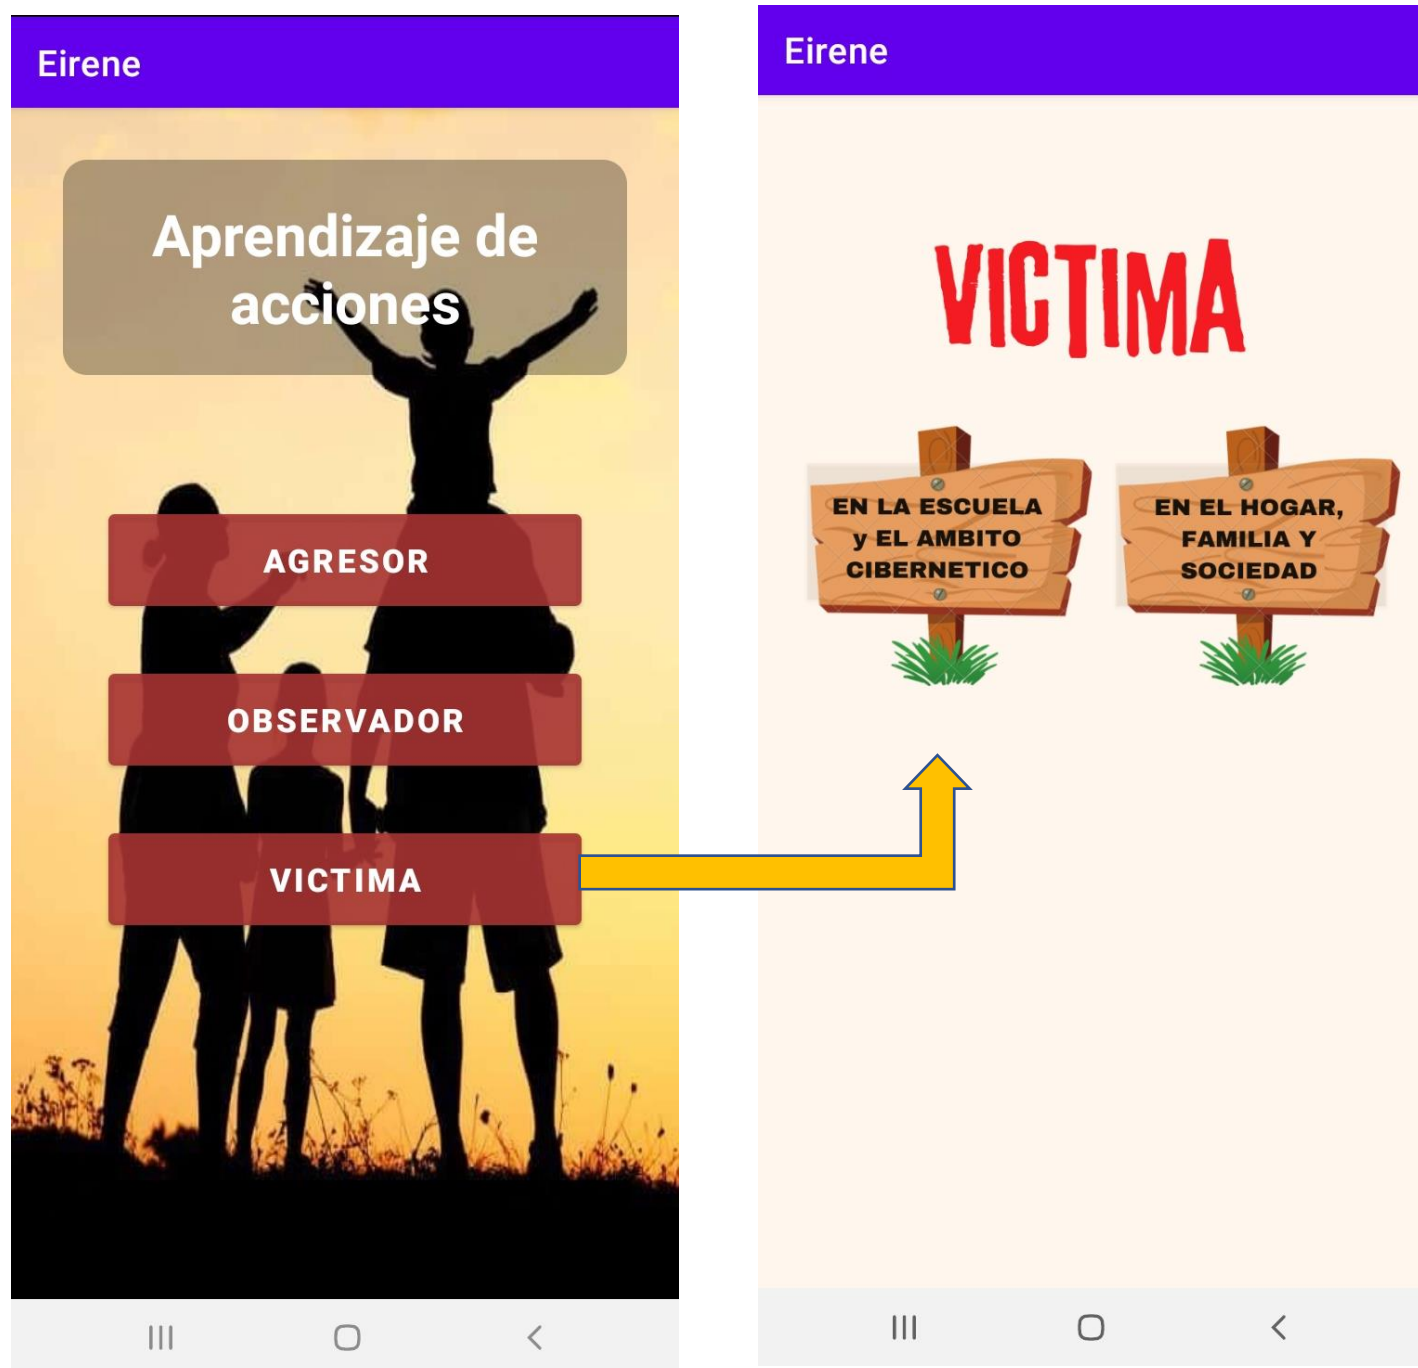 Eirene
Aprendizaje de
acciones
AGRESOR
OBSERVADOR
VICTIMA
Eirene
VICTIMA
EN LA ESCUELA
y EL AMBITO
CIBERNETICO
EN EL HOGAR,
FAMILIA Y
SOCIEDAD